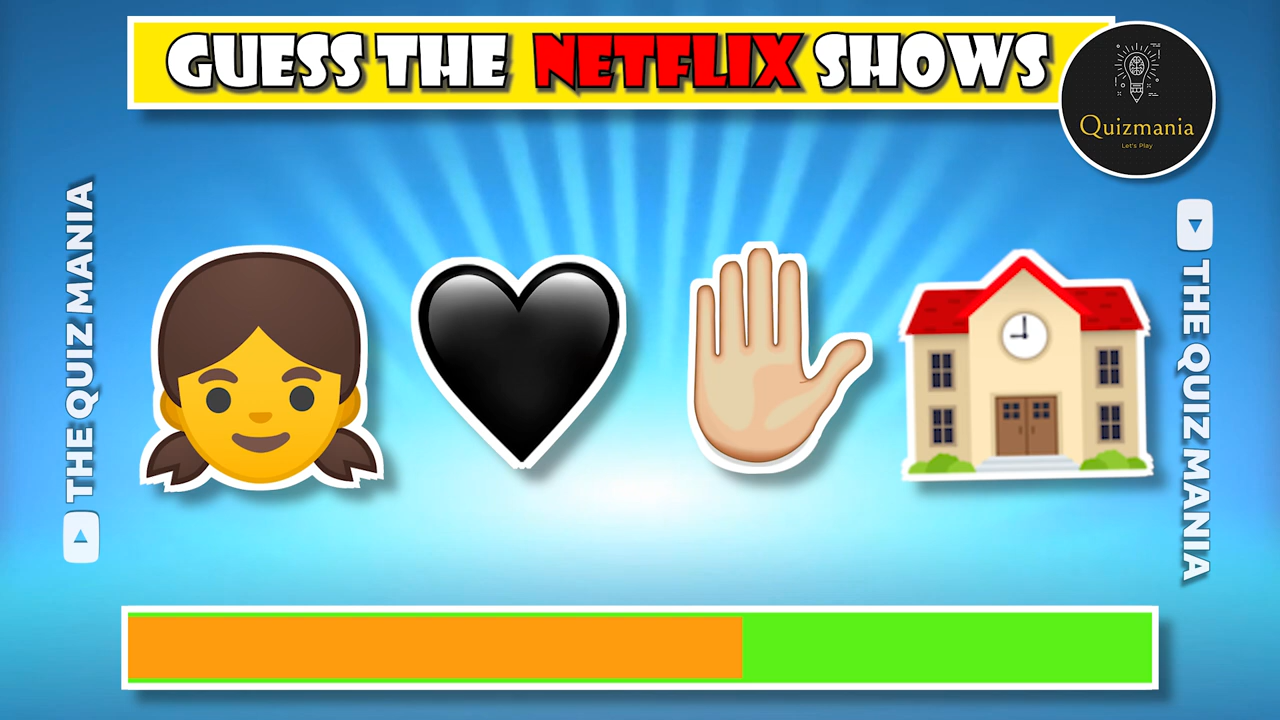 GUESS THE NETFLIX SHOWS
Quizmania
Let's Play
THE QUIZ MANIA
THE QUIZ MANIA